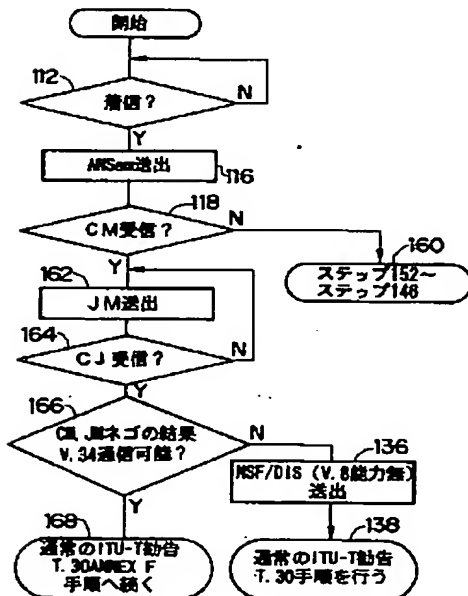 開始
112
着信？
N
Y
ANSam送出
116
118
CM受信？
N
Y
160
ステップ152～
ステップ146
162
JM送出
164
CJ受信？
N
Y
166
CM,JMネゴの結果
V.34通信可能？
N
136
NSF/DIS（V.8能力無）
送出
Y
168
通常のITU-T勧告
T.30ANNEX F
手順へ続く
138
通常のITU-T勧告
T.30手順を行う